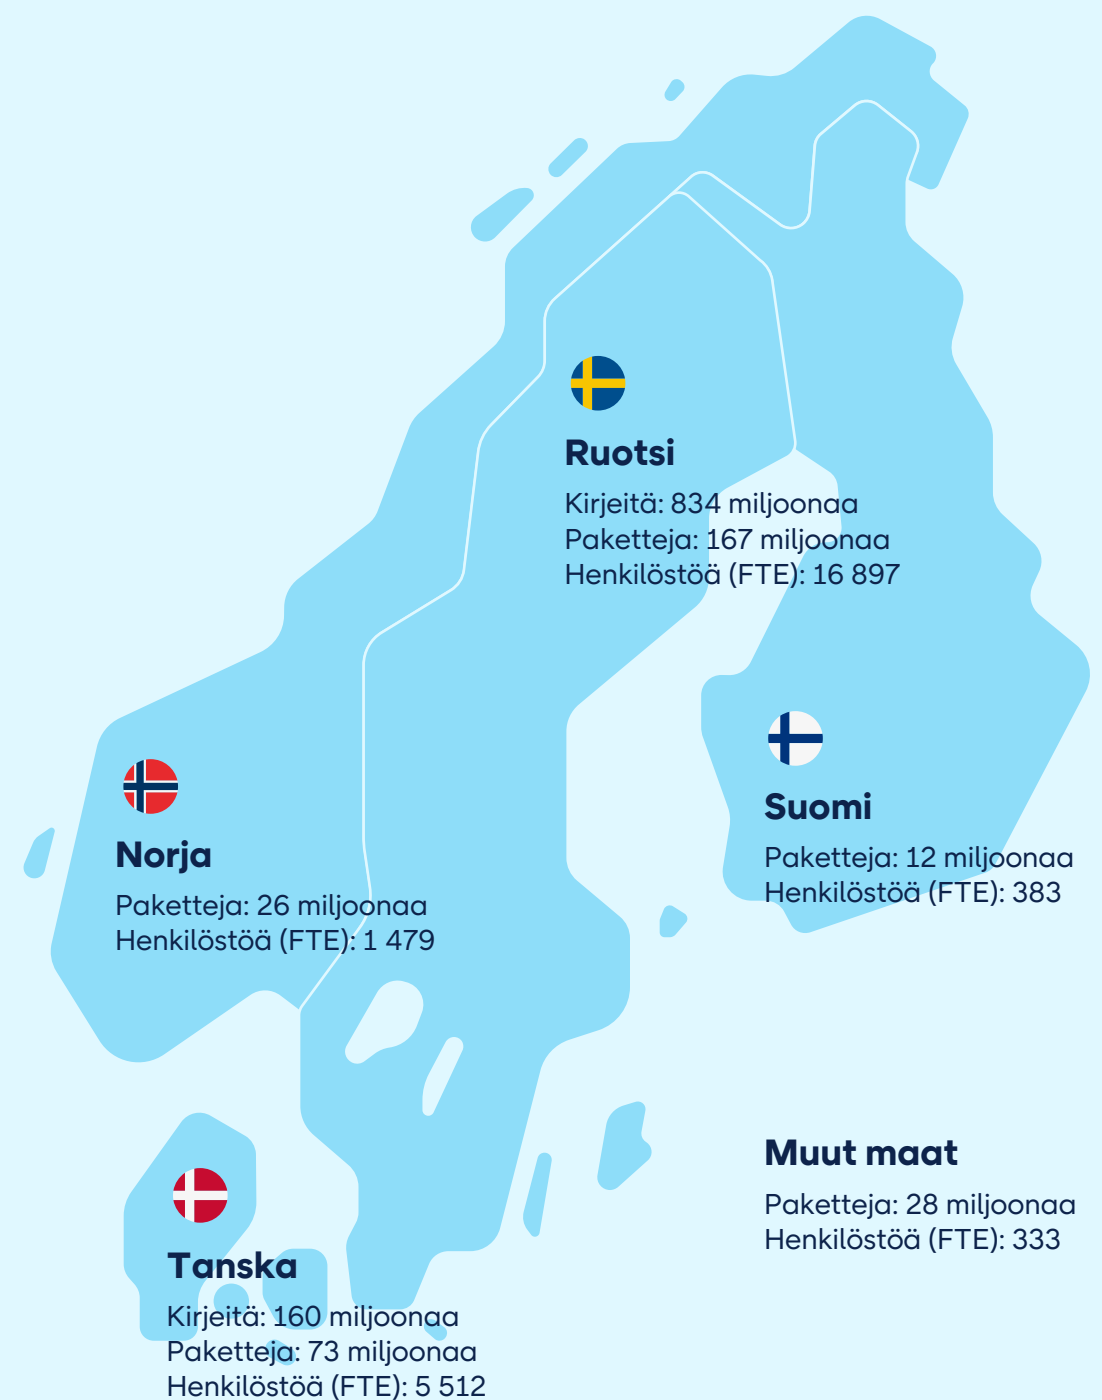 Ruotsi
Kirjeitä: 834 miljoonaa
Paketteja: 167 miljoonaa
Henkilöstöä (FTE): 16 897
Suomi
Paketteja: 12 miljoonaa
Henkilöstöä (FTE): 383
Norja
Paketteja: 26 miljoonaa
Henkilöstöä (FTE): 1 479
Muut maat
Paketteja: 28 miljoonaa
Henkilöstöä (FTE): 333
Tanska
Kirjeitä: 160 miljoonaa
Paketteja: 73 miljoonaa
Henkilöstöä (FTE): 5 512